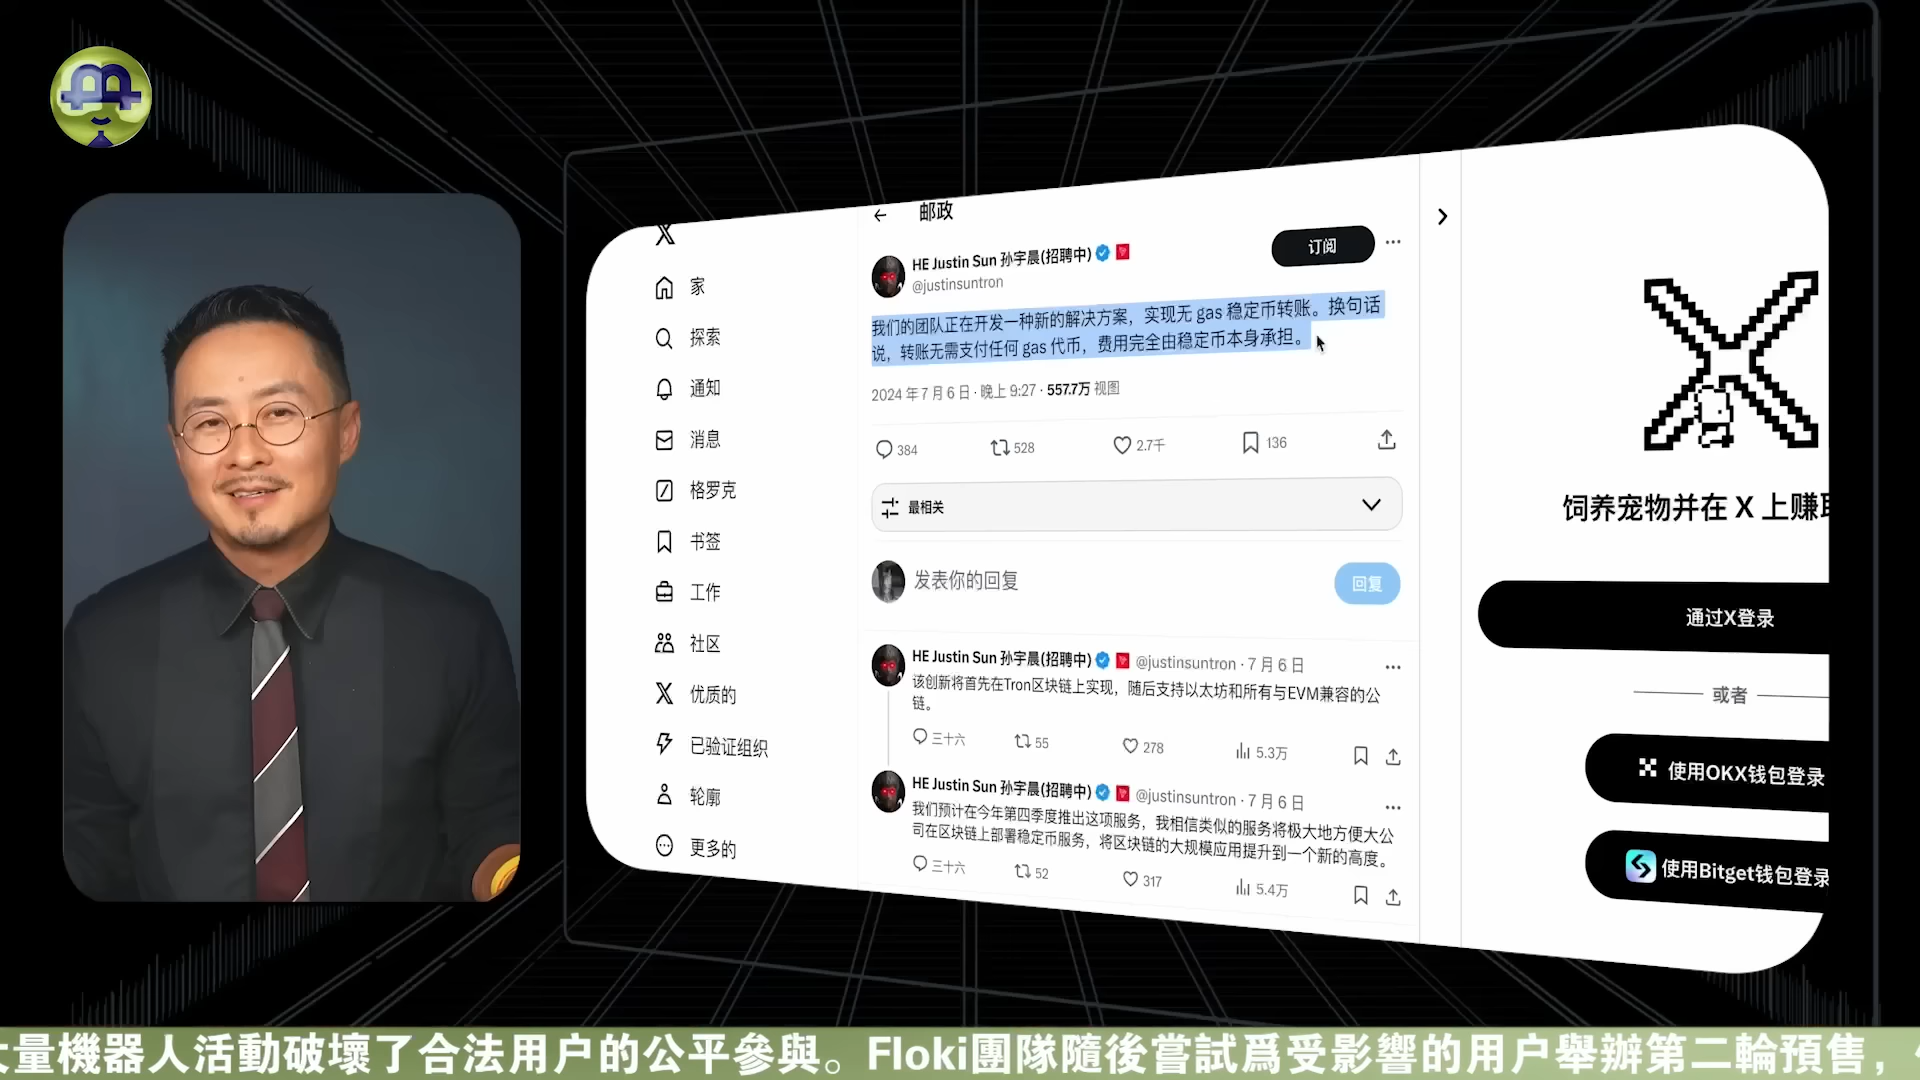 邮政
HE Justin Sun 孙宇晨(招聘中)
@justinsuntron
订阅
我们的团队正在开发一种新的解决方案，实现无 gas 稳定币转账。换句话
说，转账无需支付任何 gas 代币，费用完全由稳定币本身承担。
2024 年 7 月 6 日 · 晚上 9:27 · 557.7万 视图
384
528
2.7千
136
最相关
发表你的回复
回复
HE Justin Sun 孙宇晨(招聘中) @justinsuntron · 7 月 6 日
该创新将首先在Tron区块链上实现，随后支持以太坊和所有与EVM兼容的公
链。
三十六
55
278
5.3万
HE Justin Sun 孙宇晨(招聘中) @justinsuntron · 7 月 6 日
我们预计在今年第四季度推出这项服务，我相信类似的服务将极大地方便大公
司在区块链上部署稳定币服务，将区块链的大规模应用提升到一个新的高度。
三十六
52
317
5.4万
家
探索
通知
消息
格罗克
书签
工作
社区
优质的
已验证组织
轮廓
更多的
饲养宠物并在 X 上赚
通过X登录
或者
使用OKX钱包登录
使用Bitget钱包登录
量機器人活動破壞了合法用户的公平參與。Floki團隊隨後嘗試爲受影響的用户舉辦第二輪預售，